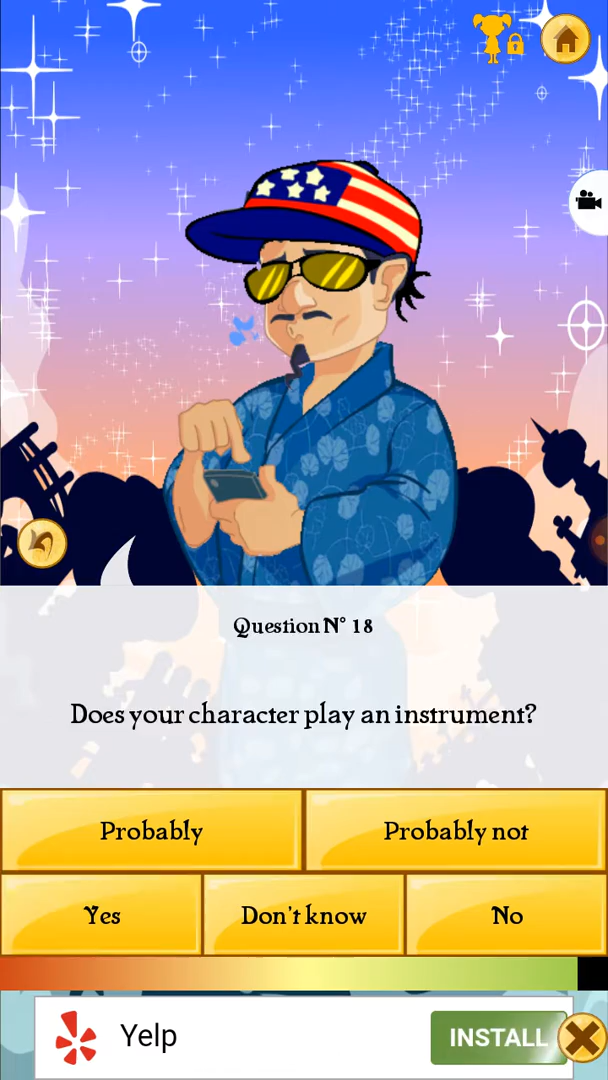 Question N° 18
Does your character play an instrument?
Probably
Probably not
Yes
Don't know
No
Yelp
INSTALL